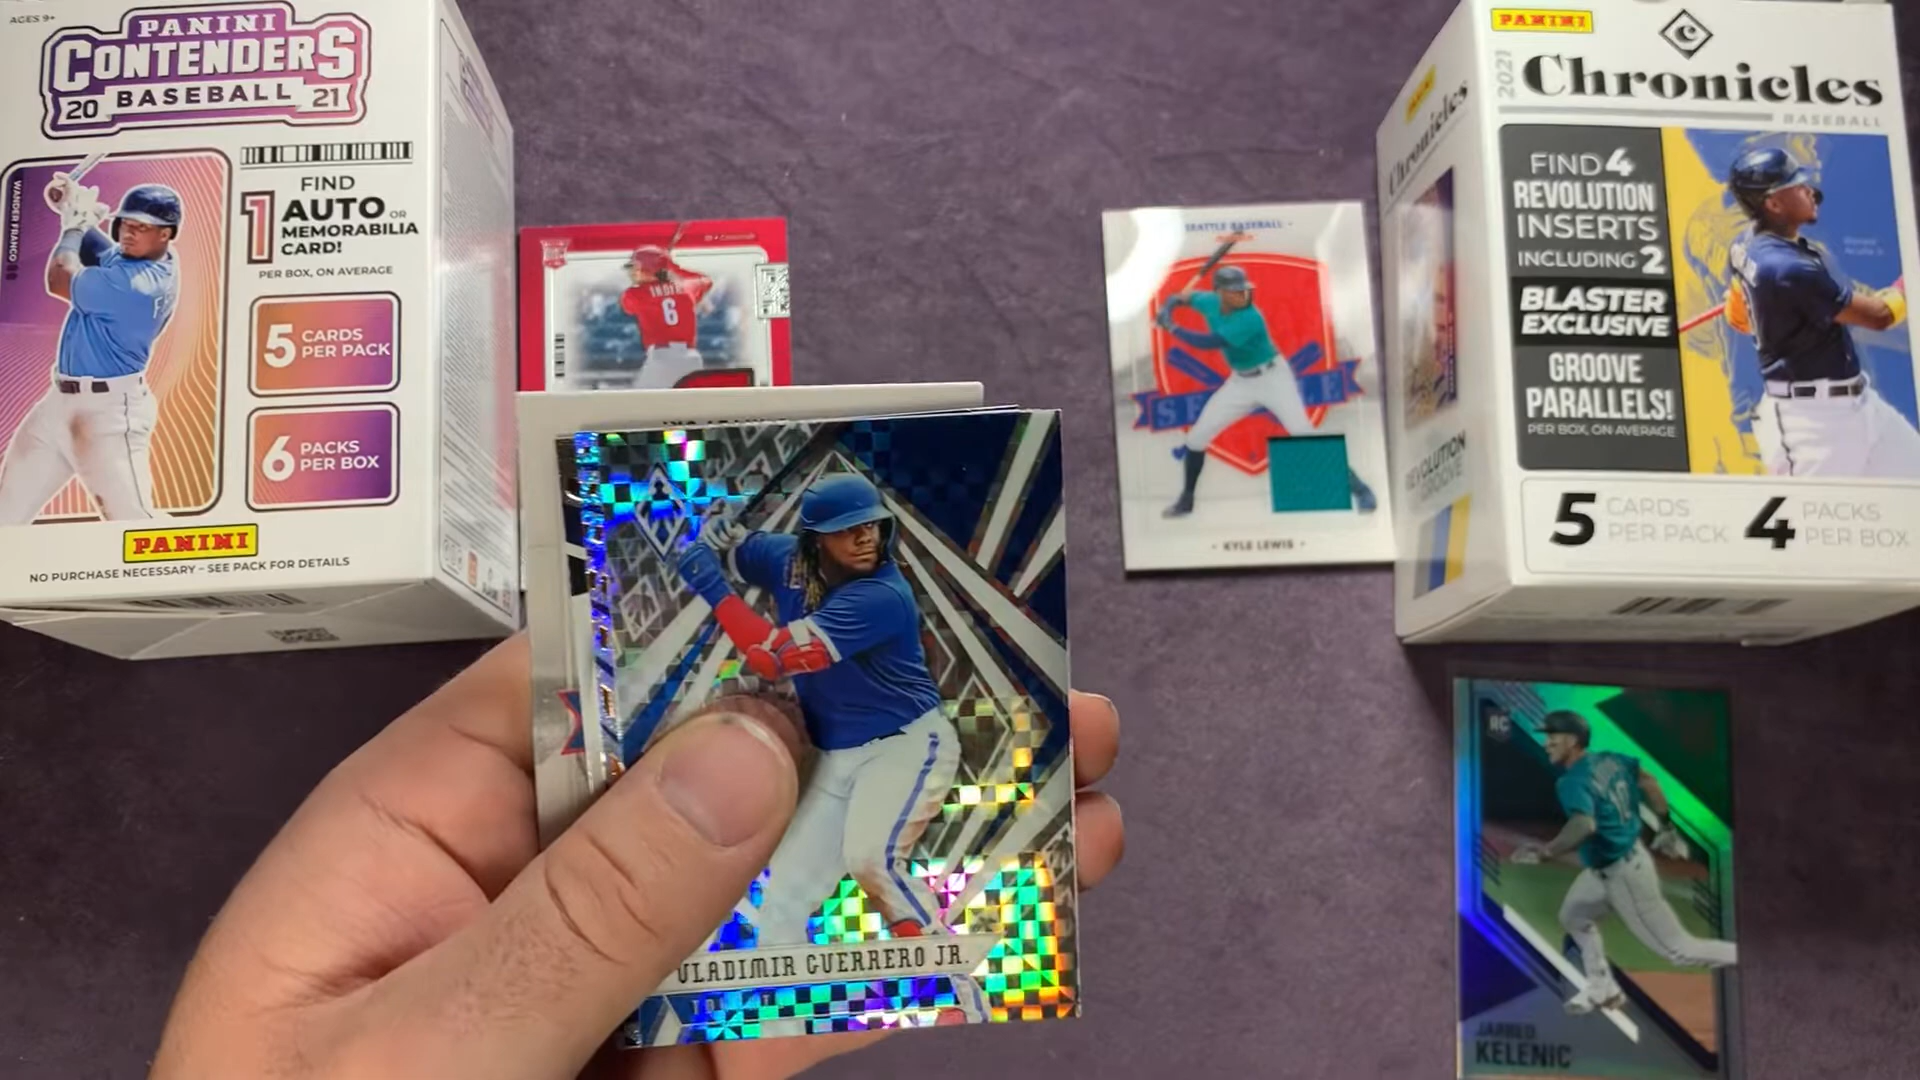 AGES 9+
PANINI
CONTENDERS
20 BASEBALL 21
WANDER FRANCO
FIND
1 AUTO OR
MEMORABILIA
CARD!
PER BOX, ON AVERAGE
5 CARDS
PER PACK
6 PACKS
PER BOX
PANINI
NO PURCHASE NECESSARY – SEE PACK FOR DETAILS
6
SEATTLE BASEBALL
KYLE LEWIS
PANINI
C
2021
Chronicles
BASEBALL
FIND 4
REVOLUTION
INSERTS
INCLUDING 2
BLASTER
EXCLUSIVE
GROOVE
PARALLELS!
PER BOX, ON AVERAGE
5 CARDS
PER PACK
4 PACKS
PER BOX
PANINI
Chronicles
REVOLUTION
GROOVE
VLADIMIR GUERRERO JR.
RC
JARRED
KELENIC